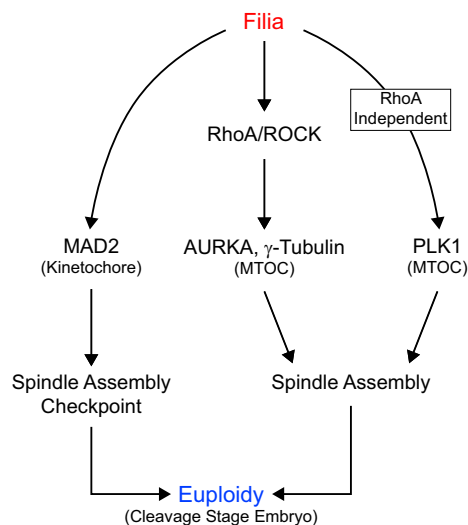 Filia
RhoA
Independent
RhoA/ROCK
MAD2
(Kinetochore)
AURKA, γ-Tubulin
(MTOC)
PLK1
(MTOC)
Spindle Assembly
Checkpoint
Spindle Assembly
Euploidy
(Cleavage Stage Embryo)